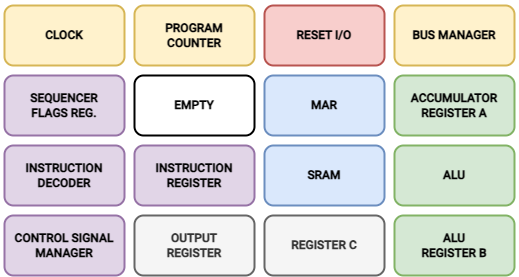 CLOCK
PROGRAM
COUNTER
RESET I/O
BUS MANAGER
SEQUENCER
FLAGS REG.
EMPTY
MAR
ACCUMULATOR
REGISTER A
INSTRUCTION
DECODER
INSTRUCTION
REGISTER
SRAM
ALU
CONTROL SIGNAL
MANAGER
OUTPUT
REGISTER
REGISTER C
ALU
REGISTER B